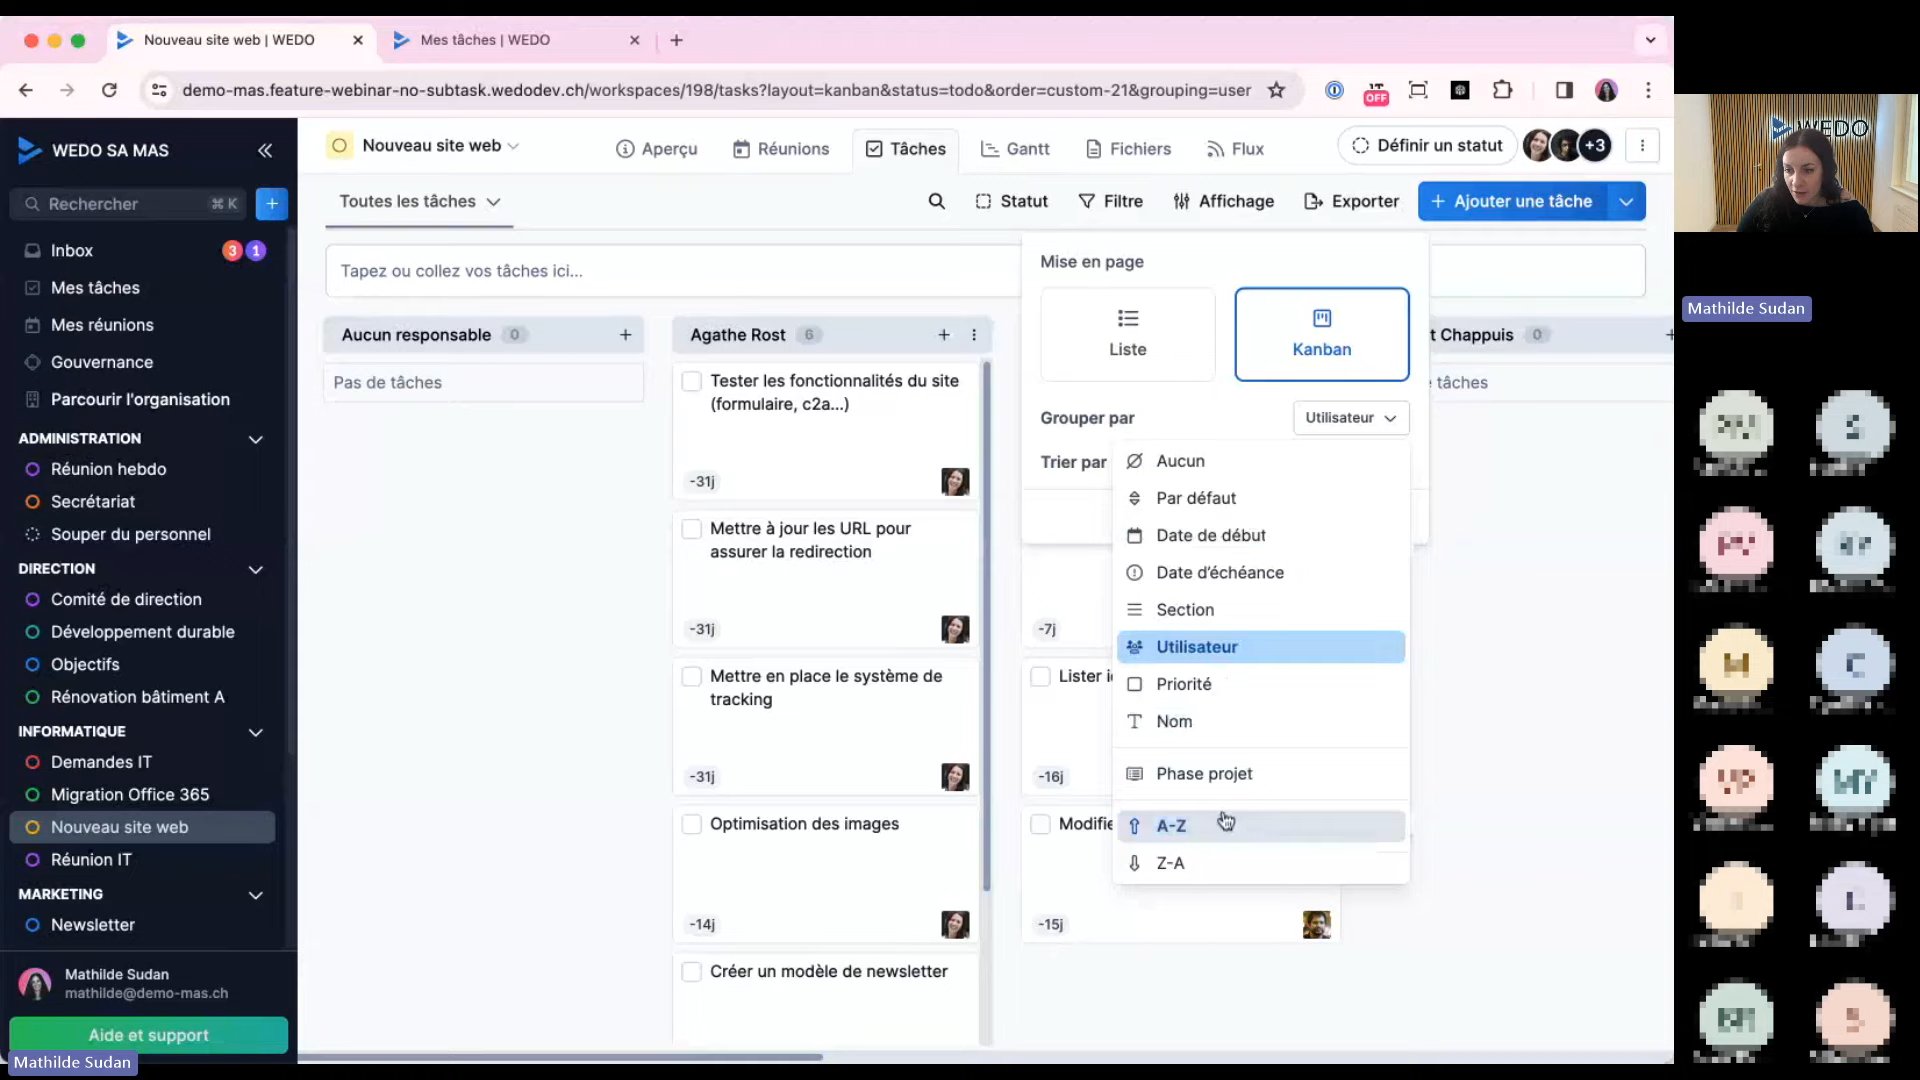 Nouveau site web | WEDO
Mes tâches | WEDO
demo-mas.feature-webinar-no-subtask.wedodev.ch/workspaces/198/tasks?layout=kanban&status=todo&order=custom-21&grouping=user
OFF
WEDO SA MAS
Rechercher
⌘ K
Inbox
3
1
Mes tâches
Mes réunions
Gouvernance
Parcourir l'organisation
ADMINISTRATION
Réunion hebdo
Secrétariat
Souper du personnel
DIRECTION
Comité de direction
Développement durable
Objectifs
Rénovation bâtiment A
INFORMATIQUE
Demandes IT
Migration Office 365
Nouveau site web
Réunion IT
MARKETING
Newsletter
Mathilde Sudan
mathilde@demo-mas.ch
Aide et support
Mathilde Sudan
Nouveau site web
Aperçu
Réunions
Tâches
Gantt
Fichiers
Flux
Définir un statut
+3
Toutes les tâches
Statut
Filtre
Affichage
Exporter
Ajouter une tâche
Tapez ou collez vos tâches ici...
Aucun responsable 0
Pas de tâches
Agathe Rost 6
Tester les fonctionnalités du site
(formulaire, c2a...)
-31j
Mettre à jour les URL pour
assurer la redirection
-31j
Mettre en place le système de
tracking
-31j
Optimisation des images
-14j
Créer un modèle de newsletter
-7j
Lister i
-16j
Modifie
-15j
t Chappuis 0
tâches
Mise en page
Liste
Kanban
Grouper par
Utilisateur
Trier par
Aucun
Par défaut
Date de début
Date d'échéance
Section
Utilisateur
Priorité
Nom
Phase projet
A-Z
Z-A
WEDO
Mathilde Sudan